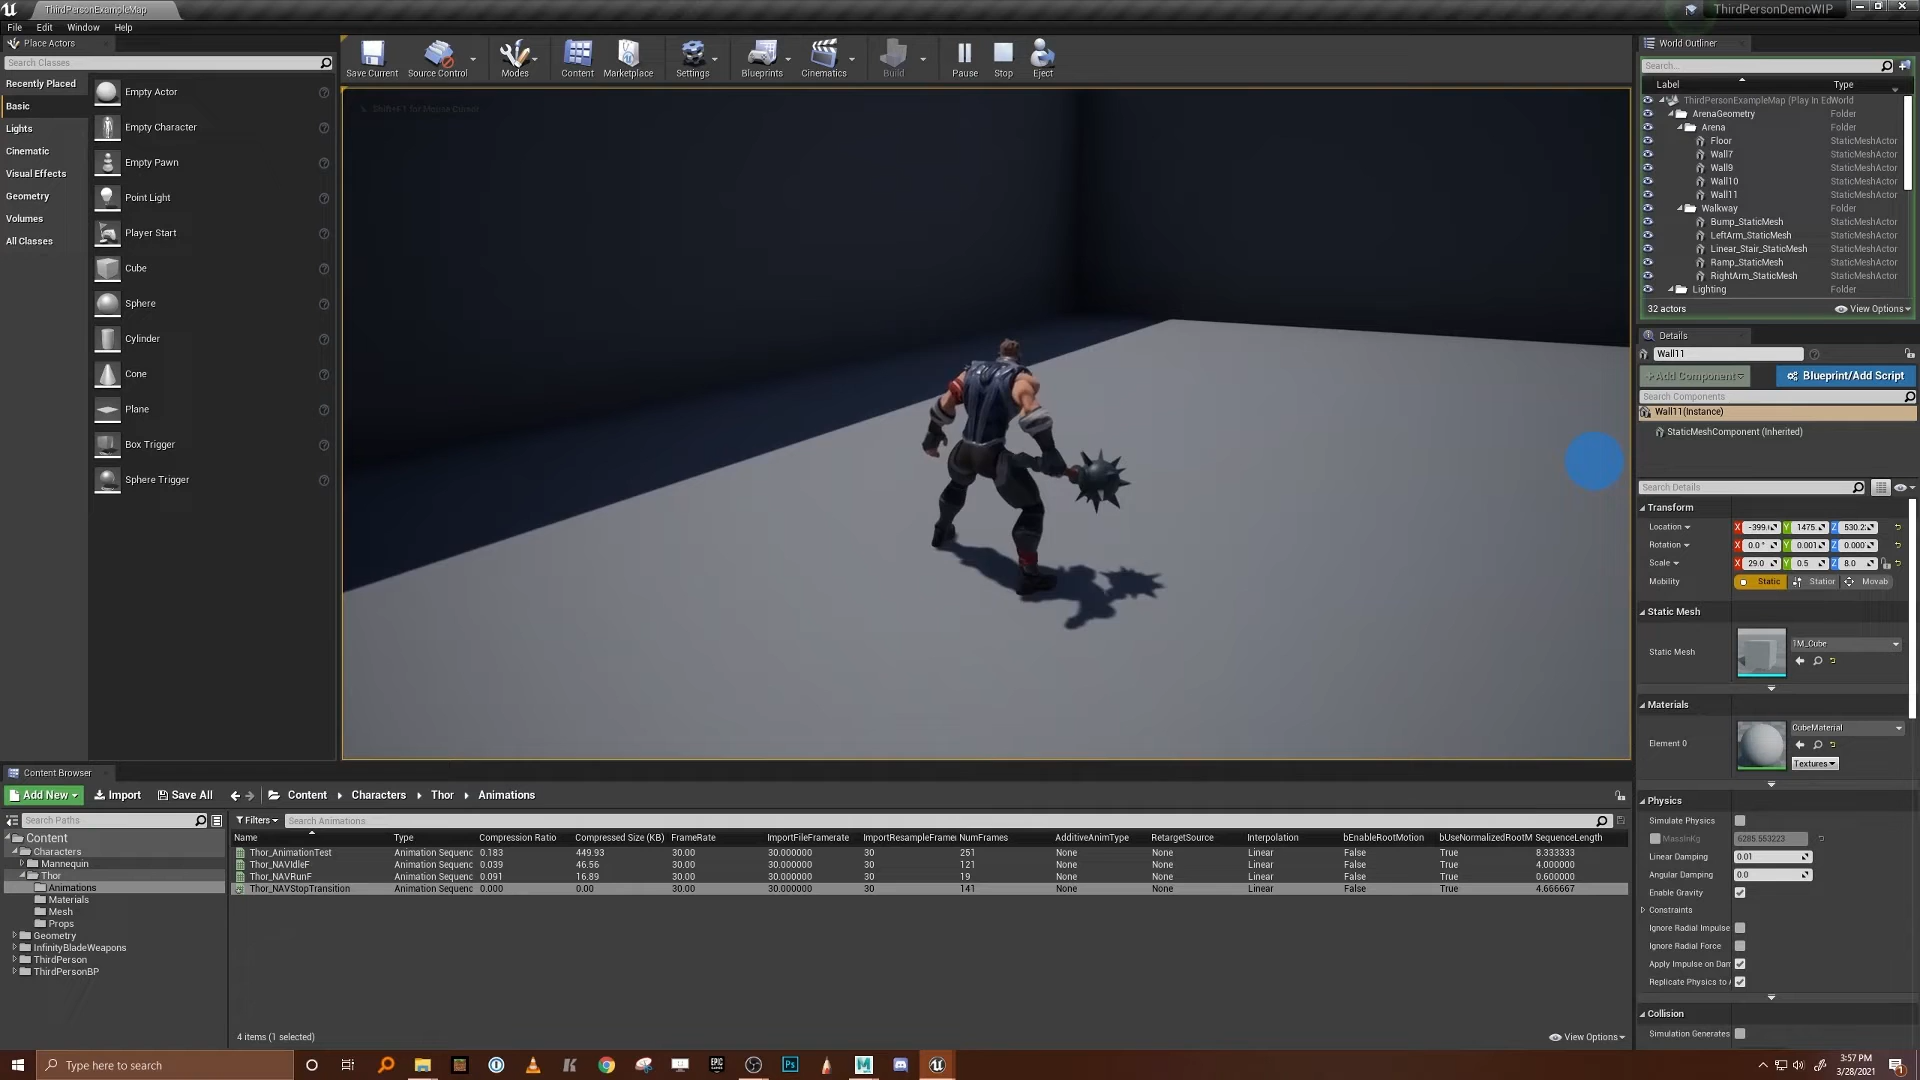 ThirdPersonExampleMap
ThirdPersonDemoWIP
File Edit Window Help
Place Actors
Search Classes
Recently Placed
Basic
Lights
Cinematic
Visual Effects
Geometry
Volumes
All Classes
Empty Actor
Empty Character
Empty Pawn
Point Light
Player Start
Cube
Sphere
Cylinder
Cone
Plane
Box Trigger
Sphere Trigger
Save Current Source Control Modes Content Marketplace Settings Blueprints Cinematics Build Pause Stop Eject
Shift+F1 for Mouse Cursor
World Outliner
Search...
Label Type
ThirdPersonExampleMap (Play In Ed World
ArenaGeometry Folder
Arena Folder
Floor StaticMeshActor
Wall7 StaticMeshActor
Wall9 StaticMeshActor
Wall10 StaticMeshActor
Wall11 StaticMeshActor
Walkway Folder
Bump_StaticMesh StaticMeshActor
LeftArm_StaticMesh StaticMeshActor
Linear_Stair_StaticMesh StaticMeshActor
Ramp_StaticMesh StaticMeshActor
RightArm_StaticMesh StaticMeshActor
Lighting Folder
32 actors View Options
Details
Wall11
+Add Component Blueprint/Add Script
Search Components
Wall11(Instance)
StaticMeshComponent (Inherited)
Search Details
Transform
Location X -399. Y 1475. Z 530.2
Rotation X 0.0° Y 0.001 Z 0.000
Scale X 29.0 Y 0.5 Z 8.0
Mobility Static Station Movab
Static Mesh
Static Mesh 1M_Cube
Materials
Element 0 CubeMaterial
Textures
Physics
Simulate Physics
MassInKg 6285.553223
Linear Damping 0.01
Angular Damping 0.0
Enable Gravity
Constraints
Ignore Radial Impulse
Ignore Radial Force
Apply Impulse on Dam
Replicate Physics to A
Collision
Simulation Generates
Content Browser
Add New Import Save All Content Characters Thor Animations
Search Paths
Filters Search Animations
Content
Characters
Mannequin
Thor
Animations
Materials
Mesh
Props
Geometry
InfinityBladeWeapons
ThirdPerson
ThirdPersonBP
Name Type Compression Ratio Compressed Size (KB) FrameRate ImportFileFramerate ImportResampleFrame NumFrames AdditiveAnimType RetargetSource Interpolation bEnableRootMotion bUseNormalizedRootM SequenceLength
Thor_AnimationTest Animation Sequenc 0.183 449.93 30.00 30.000000 30 251 None None Linear False True 8.333333
Thor_NAVIdleF Animation Sequenc 0.039 46.56 30.00 30.000000 30 121 None None Linear False True 4.000000
Thor_NAVRunF Animation Sequenc 0.091 16.89 30.00 30.000000 30 19 None None Linear False True 0.600000
Thor_NAVStopTransition Animation Sequenc 0.000 0.00 30.00 30.000000 30 141 None None Linear False True 4.666667
4 items (1 selected) View Options
Type here to search
3:57 PM
3/28/2021